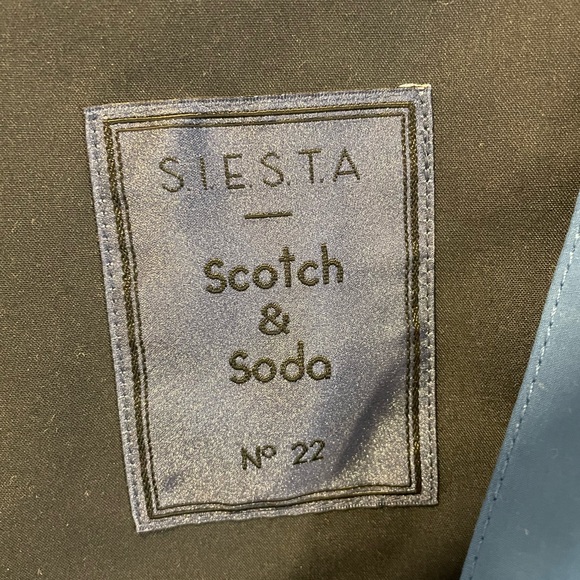 S.I.E.S.T.A
—
Scotch
&
Soda
Nº 22